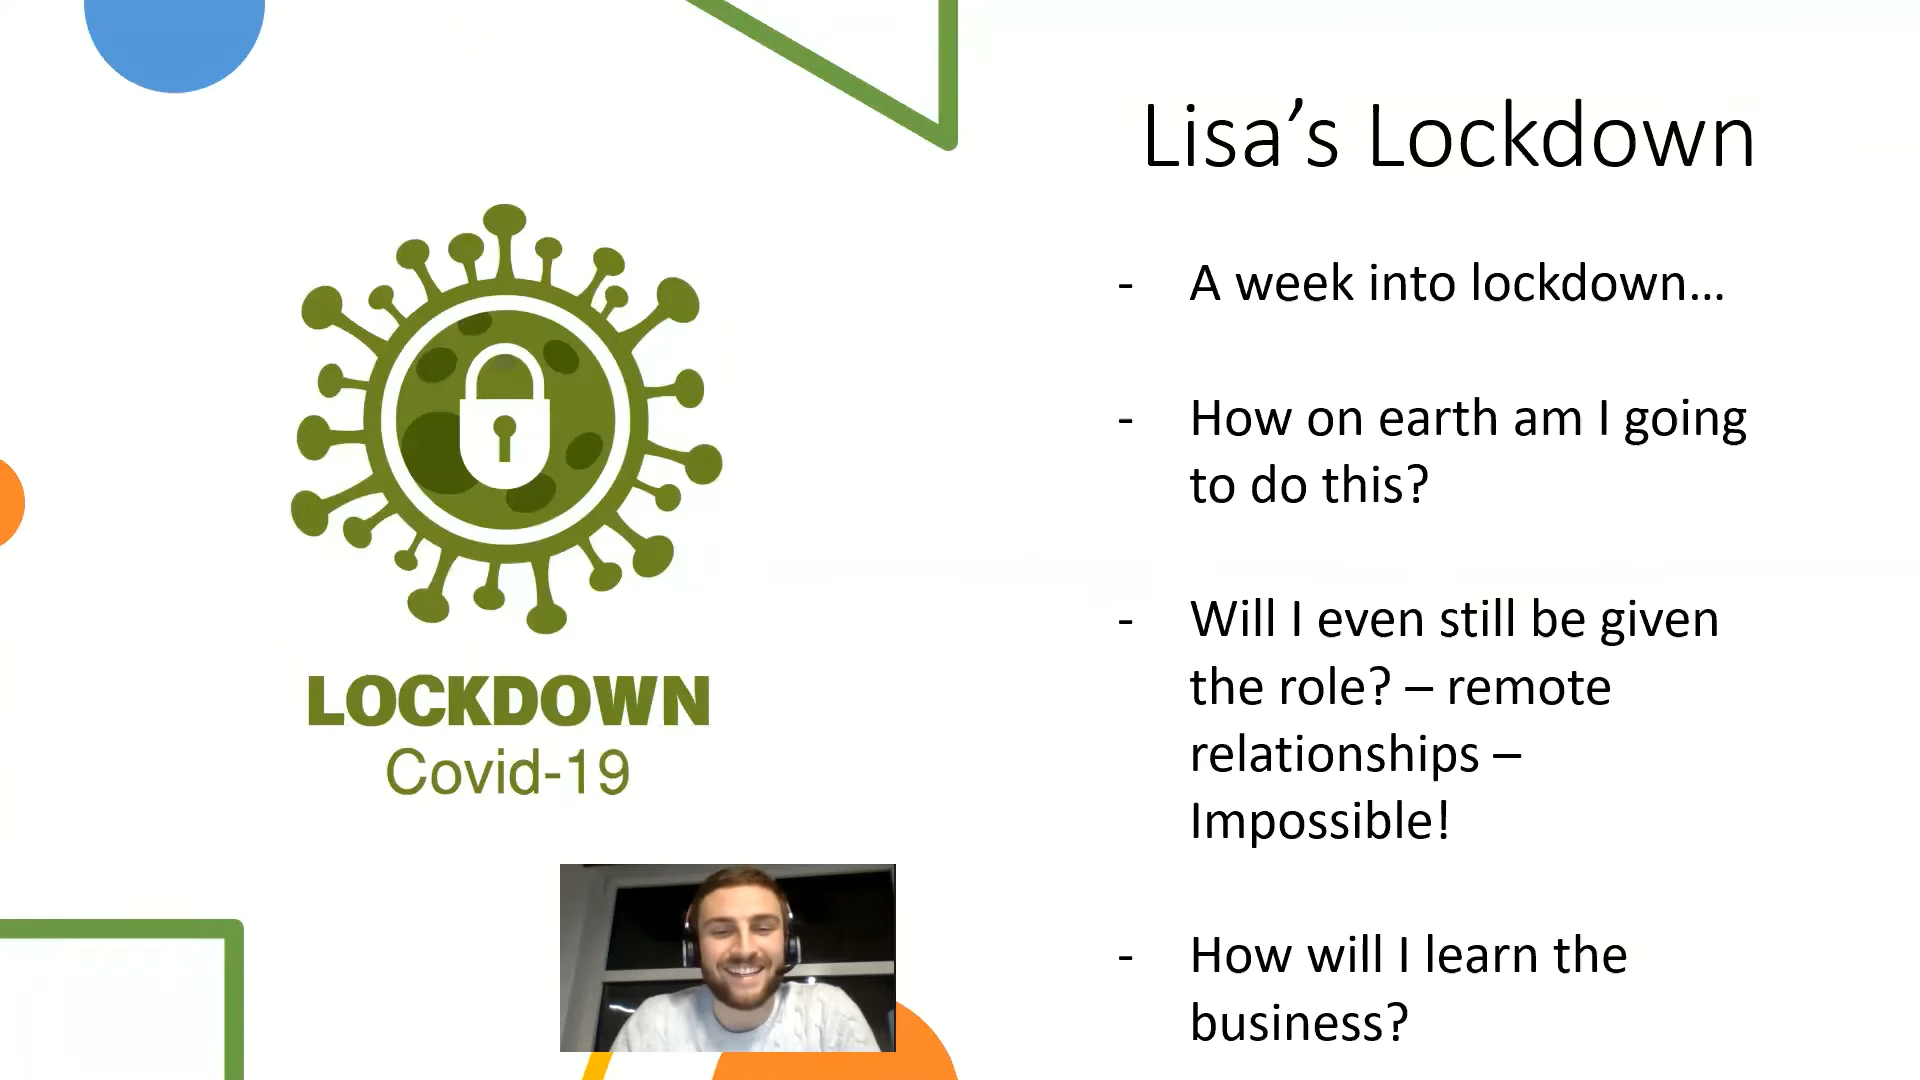 Lisa’s Lockdown
- A week into lockdown…
- How on earth am I going
to do this?
- Will I even still be given
the role? – remote
relationships –
Impossible!
- How will I learn the
business?
LOCKDOWN
Covid-19